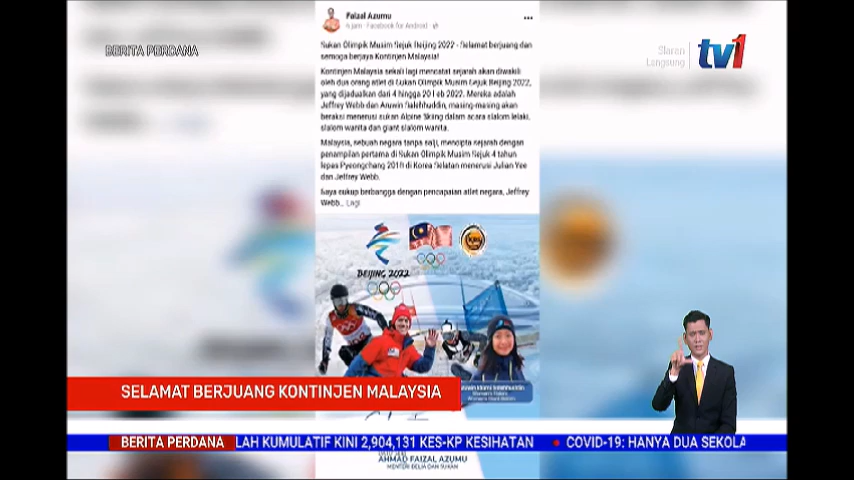 BERITA PERDANA
Siaran
Langsung
tv1
Faizal Azumu
6 jam · Facebook for Android
Sukan Olimpik Musim Sejuk Beijing 2022 - Selamat berjuang dan
semoga berjaya Kontinjen Malaysia!
Kontinjen Malaysia sekali lagi mencatat sejarah akan diwakili
oleh dua orang atlet di Sukan Olimpik Musim Sejuk Beijing 2022,
yang dijadualkan dari 4 hingga 20 Feb 2022. Mereka adalah
Jeffrey Webb dan Aruwin Salehhuddin, masing-masing akan
beraksi menerusi sukan Alpine Skiing dalam acara slalom lelaki,
slalom wanita dan giant slalom wanita.
Malaysia, sebuah negara tanpa salji, mencipta sejarah dengan
penampilan pertama di Sukan Olimpik Musim Sejuk 4 tahun
lepas Pyeongchang 2018 di Korea Selatan menerusi Julian Yee
dan Jeffrey Webb.
Saya cukup berbangga dengan pencapaian atlet negara, Jeffrey
Webb... Lagi
BEIJING 2022
SELAMAT BERJUANG KONTINJEN MALAYSIA
BERITA PERDANA
LAH KUMULATIF KINI 2,904,131 KES-KP KESIHATAN
COVID-19: HANYA DUA SEKOLA
AHMAD FAIZAL AZUMU
MENTERI BELIA DAN SUKAN